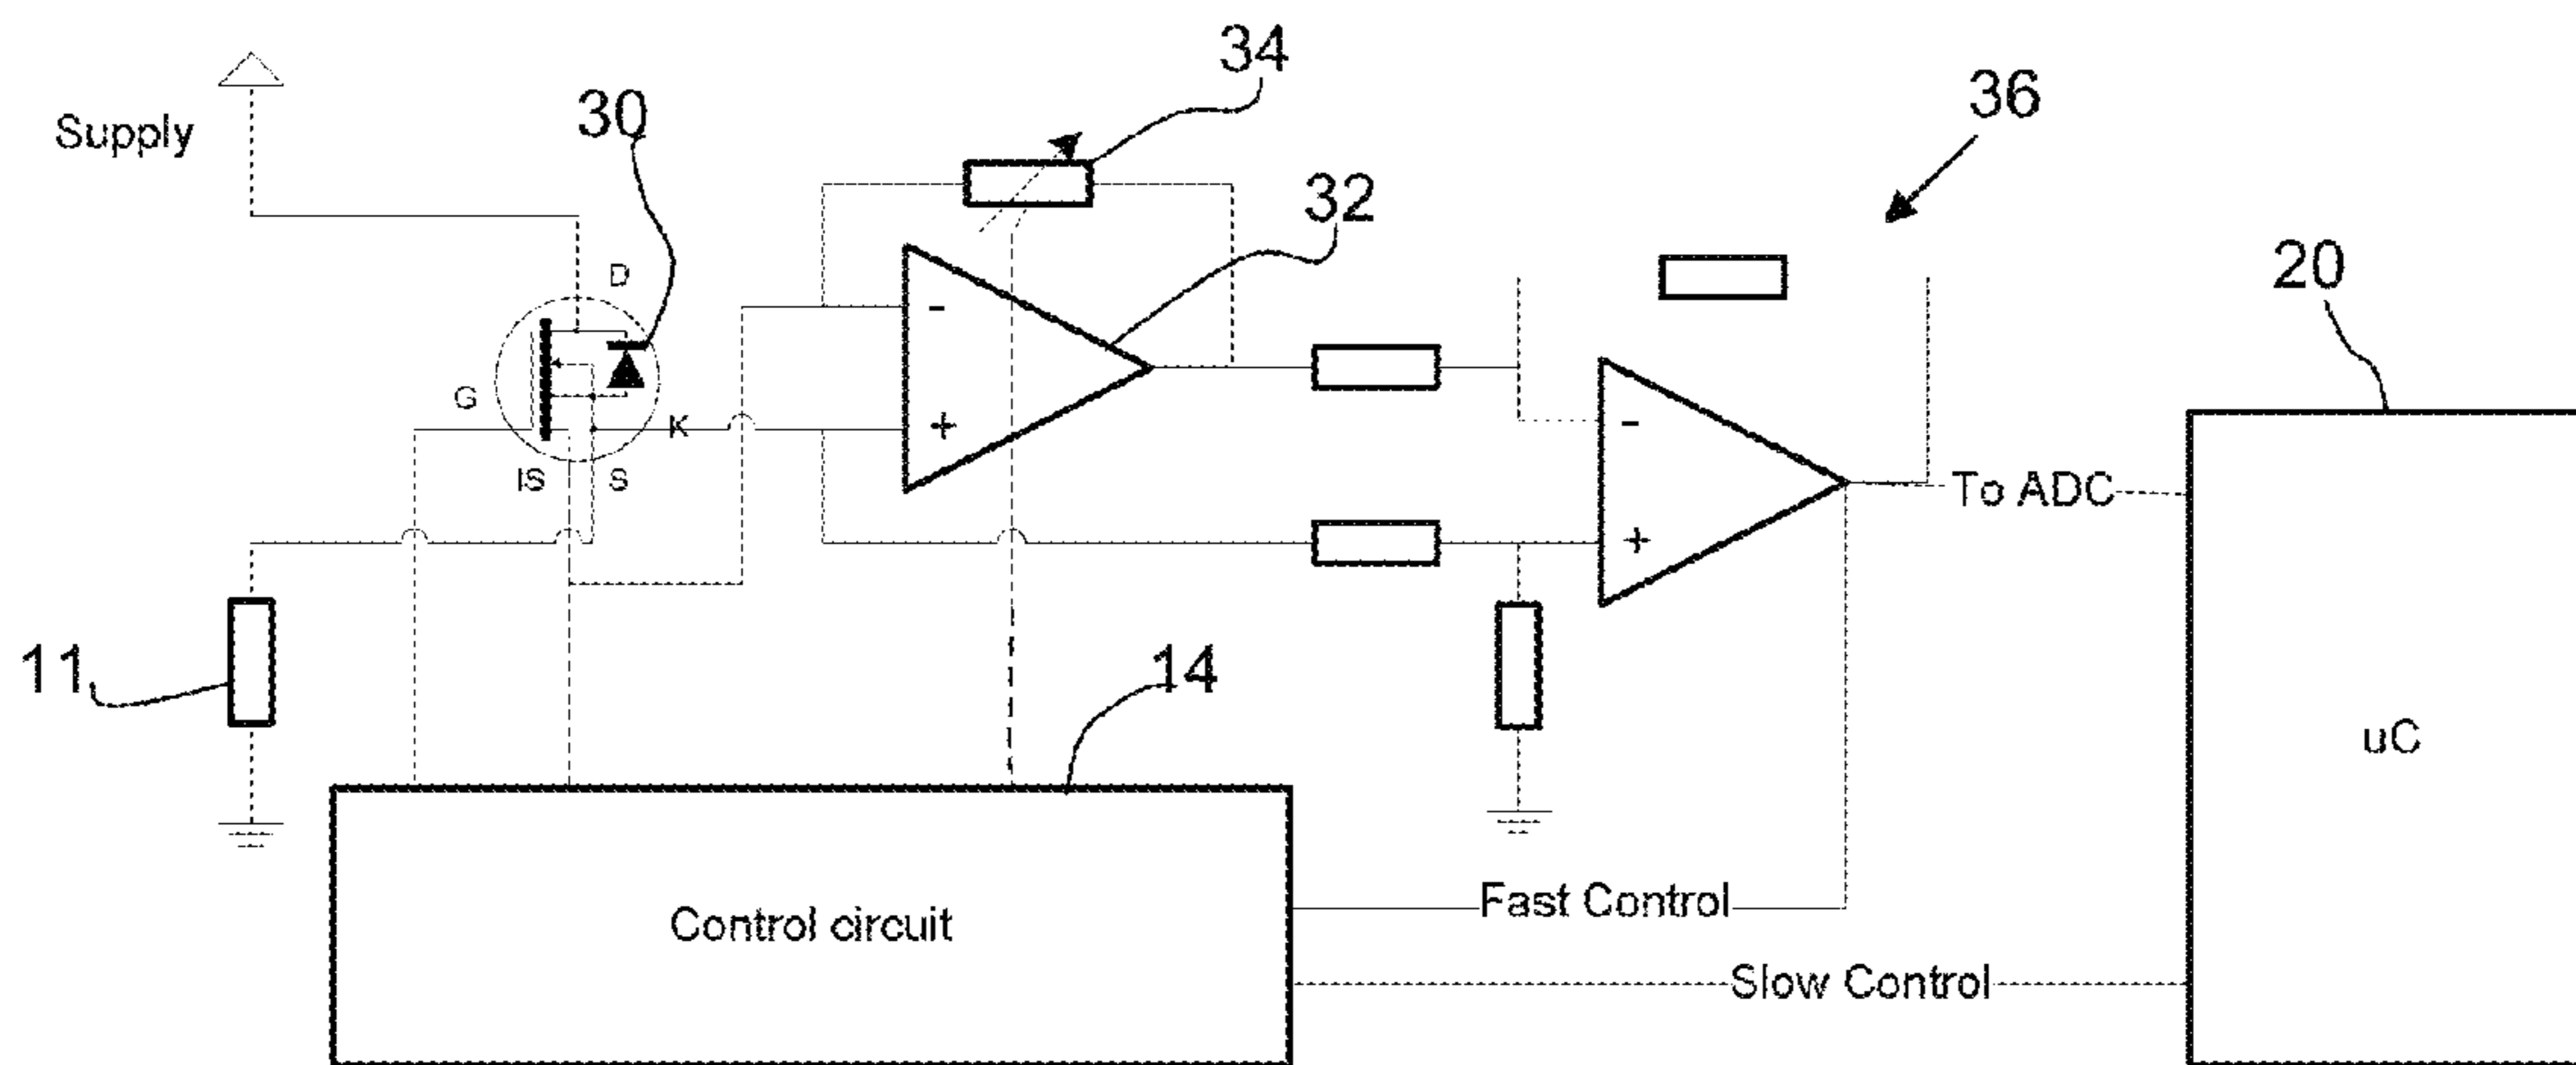 34
36
Supply
30
32
20
D
-
G
K
+
-
IS
S
To ADC
+
11
14
uC
Fast Control
Control circuit
Slow Control